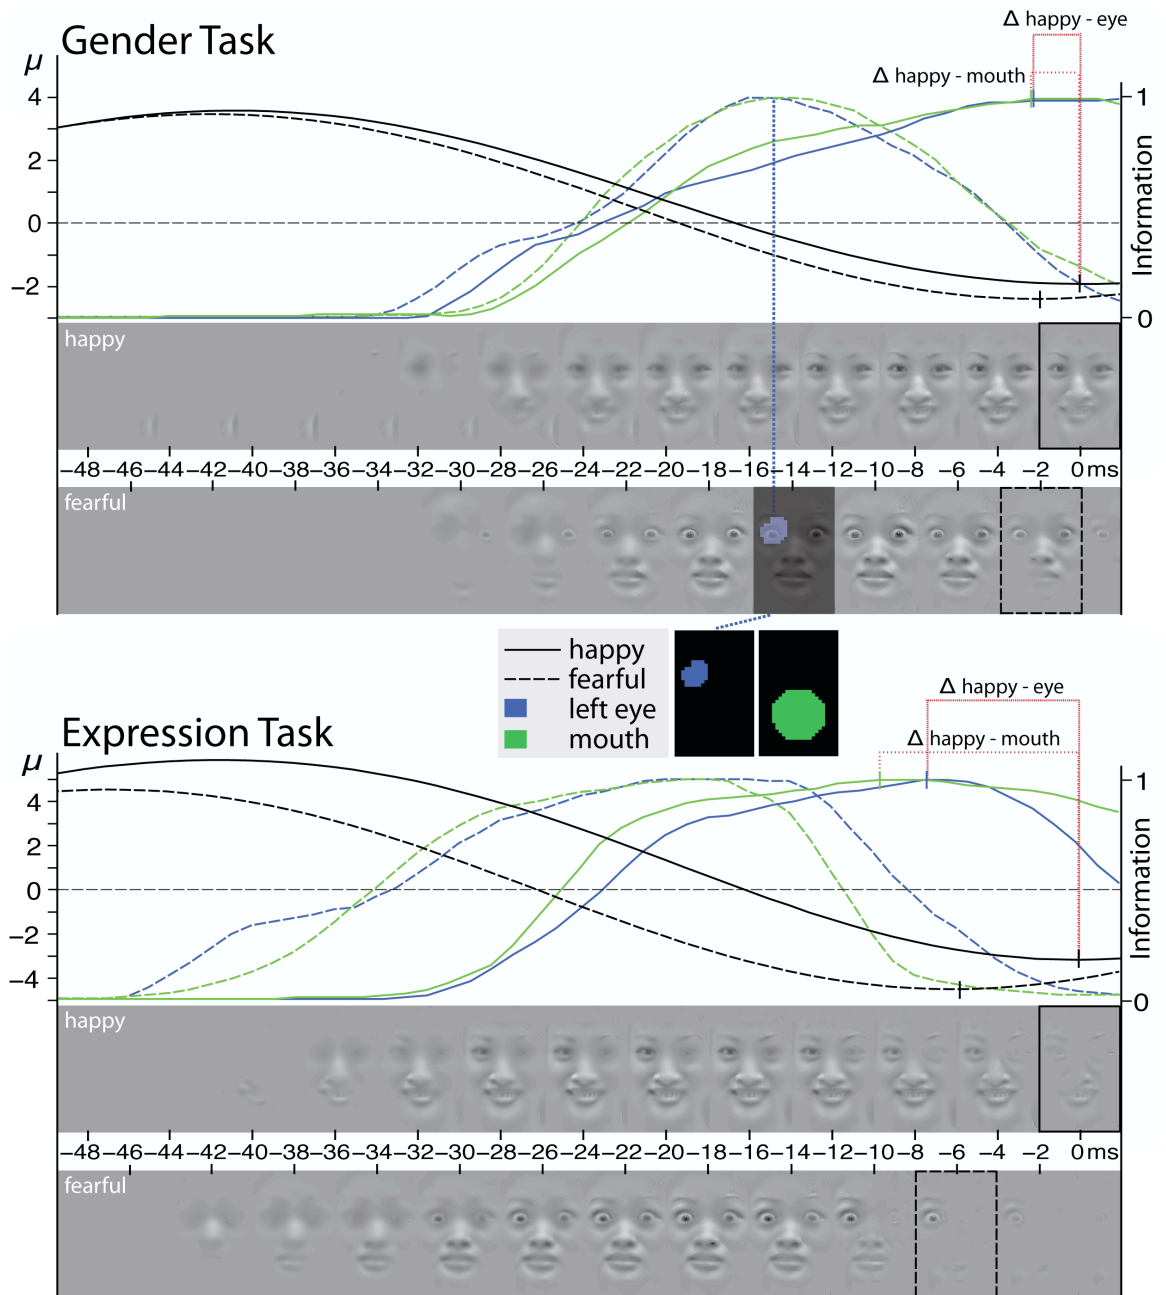 Δ happy - eye
Gender Task
μ
Δ happy - mouth
4
1
2
0
Information
−2
0
happy
−48 −46 −44 −42 −40 −38 −36 −34 −32 −30 −28 −26 −24 −22 −20 −18 −16 −14 −12 −10 −8 −6 −4 −2 0 ms
fearful
happy
fearful
left eye
mouth
Δ happy - eye
Expression Task
Δ happy - mouth
μ
1
4
2
0
Information
−2
−4
0
happy
−48 −46 −44 −42 −40 −38 −36 −34 −32 −30 −28 −26 −24 −22 −20 −18 −16 −14 −12 −10 −8 −6 −4 −2 0 ms
fearful